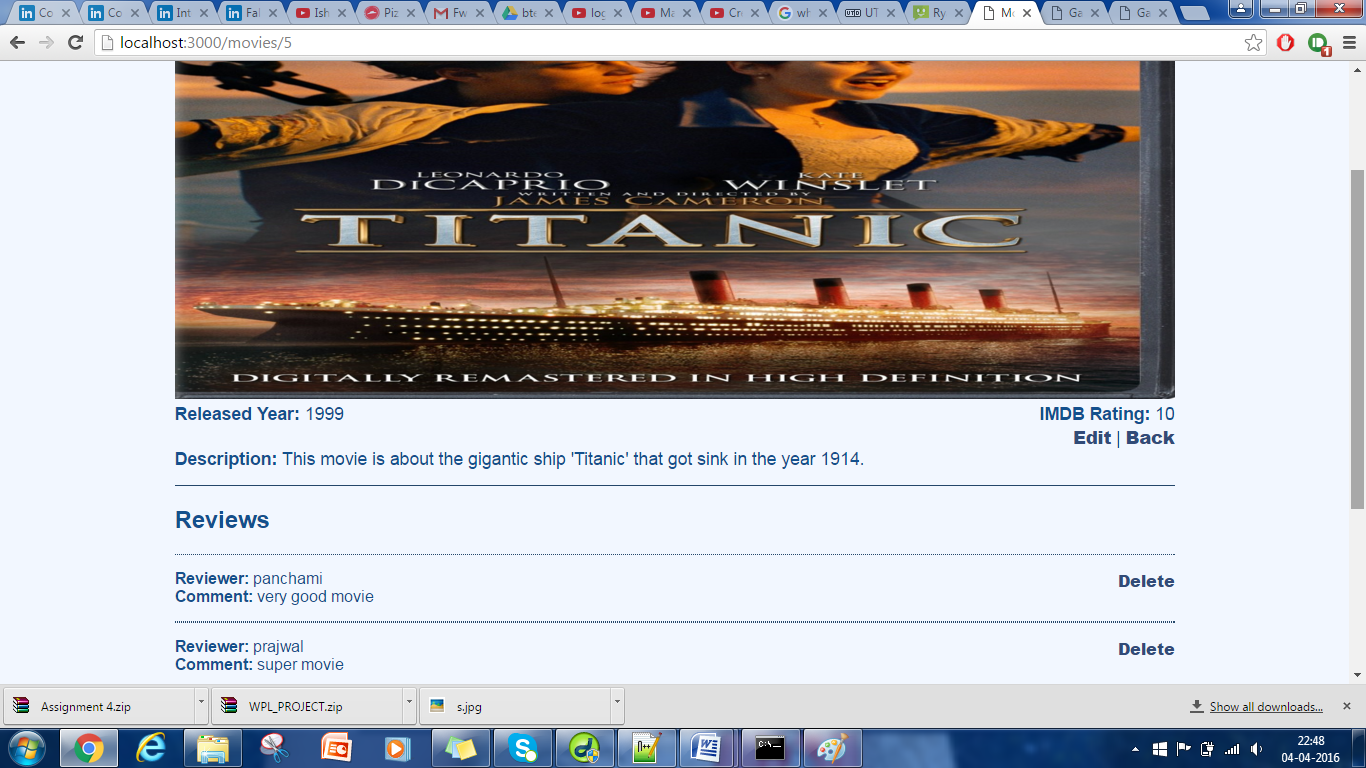 Co
Co
Int
Fal
Ish
Piz
Fw
bte
log
Ma
Cre
wh
UTD UT
Ry
Mo
Ga
Ga
localhost:3000/movies/5
1
LEONARDO KATE
DICAPRIO WINSLET
WRITTEN AND DIRECTED BY
JAMES CAMERON
TITANIC
DIGITALLY REMASTERED IN HIGH DEFINITION
Released Year: 1999 IMDB Rating: 10
Edit | Back
Description: This movie is about the gigantic ship 'Titanic' that got sink in the year 1914.
Reviews
Reviewer: panchami
Delete
Comment: very good movie
Reviewer: prajwal
Delete
Comment: super movie
Assignment 4.zip WPL_PROJECT.zip s.jpg Show all downloads...
22:48
04-04-2016